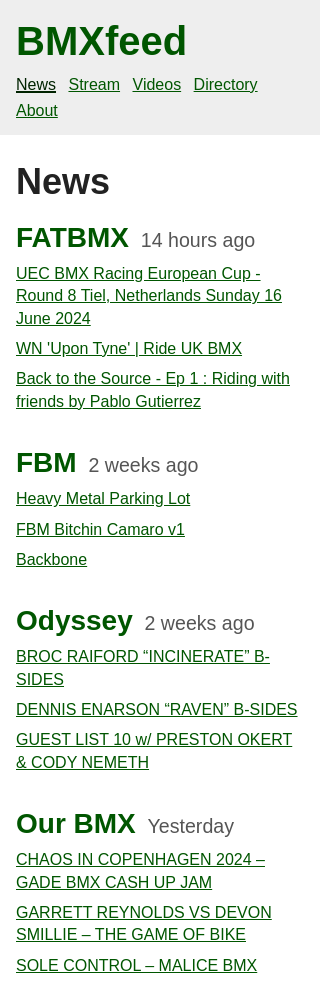 BMXfeed
News Stream Videos Directory
About
News
FATBMX 14 hours ago
UEC BMX Racing European Cup -
Round 8 Tiel, Netherlands Sunday 16
June 2024
WN 'Upon Tyne' | Ride UK BMX
Back to the Source - Ep 1 : Riding with
friends by Pablo Gutierrez
FBM 2 weeks ago
Heavy Metal Parking Lot
FBM Bitchin Camaro v1
Backbone
Odyssey 2 weeks ago
BROC RAIFORD “INCINERATE” B-
SIDES
DENNIS ENARSON “RAVEN” B-SIDES
GUEST LIST 10 w/ PRESTON OKERT
& CODY NEMETH
Our BMX Yesterday
CHAOS IN COPENHAGEN 2024 –
GADE BMX CASH UP JAM
GARRETT REYNOLDS VS DEVON
SMILLIE – THE GAME OF BIKE
SOLE CONTROL – MALICE BMX